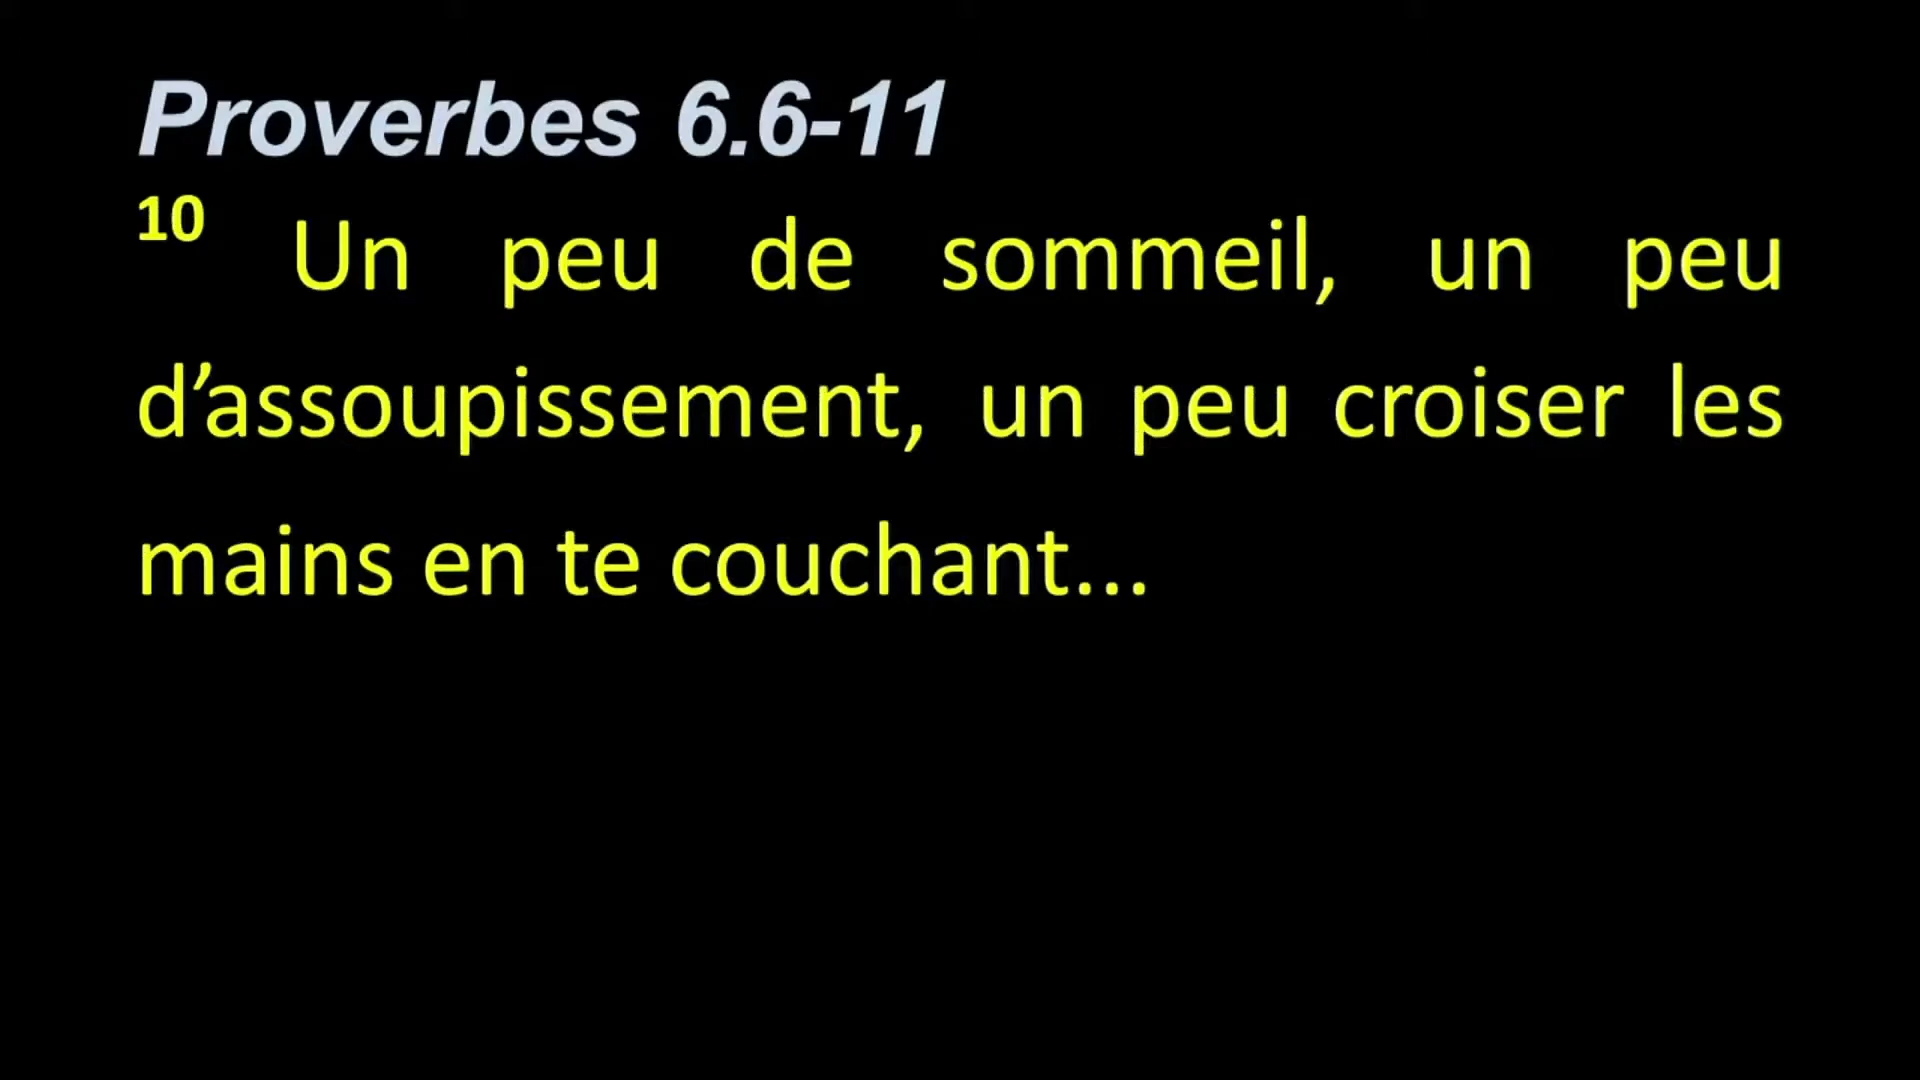 Proverbes 6.6-11
10 Un peu de sommeil, un peu
d’assoupissement, un peu croiser les
mains en te couchant...